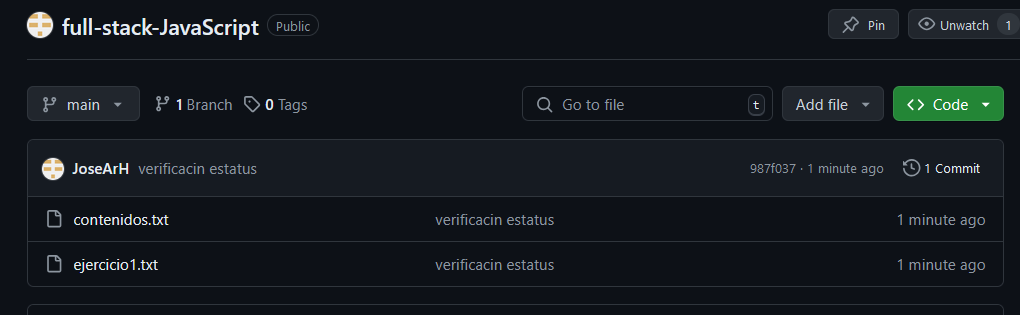 full-stack-JavaScript Public Pin Unwatch 1
main 1 Branch 0 Tags Go to file t Add file Code
JoseArH verificacin estatus 987f037 · 1 minute ago 1 Commit
contenidos.txt verificacin estatus 1 minute ago
ejercicio1.txt verificacin estatus 1 minute ago